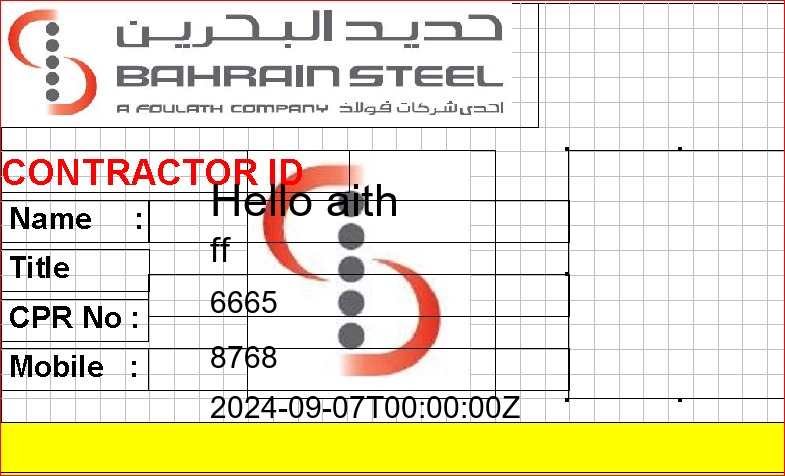 حديد البحرين
BAHRAIN STEEL
A FOULATH COMPANY احدى شركات فولاذ
CONTRACTOR ID
Hello aith
Name :
ff
Title
6665
CPR No :
8768
Mobile :
2024-09-07T00:00:00Z